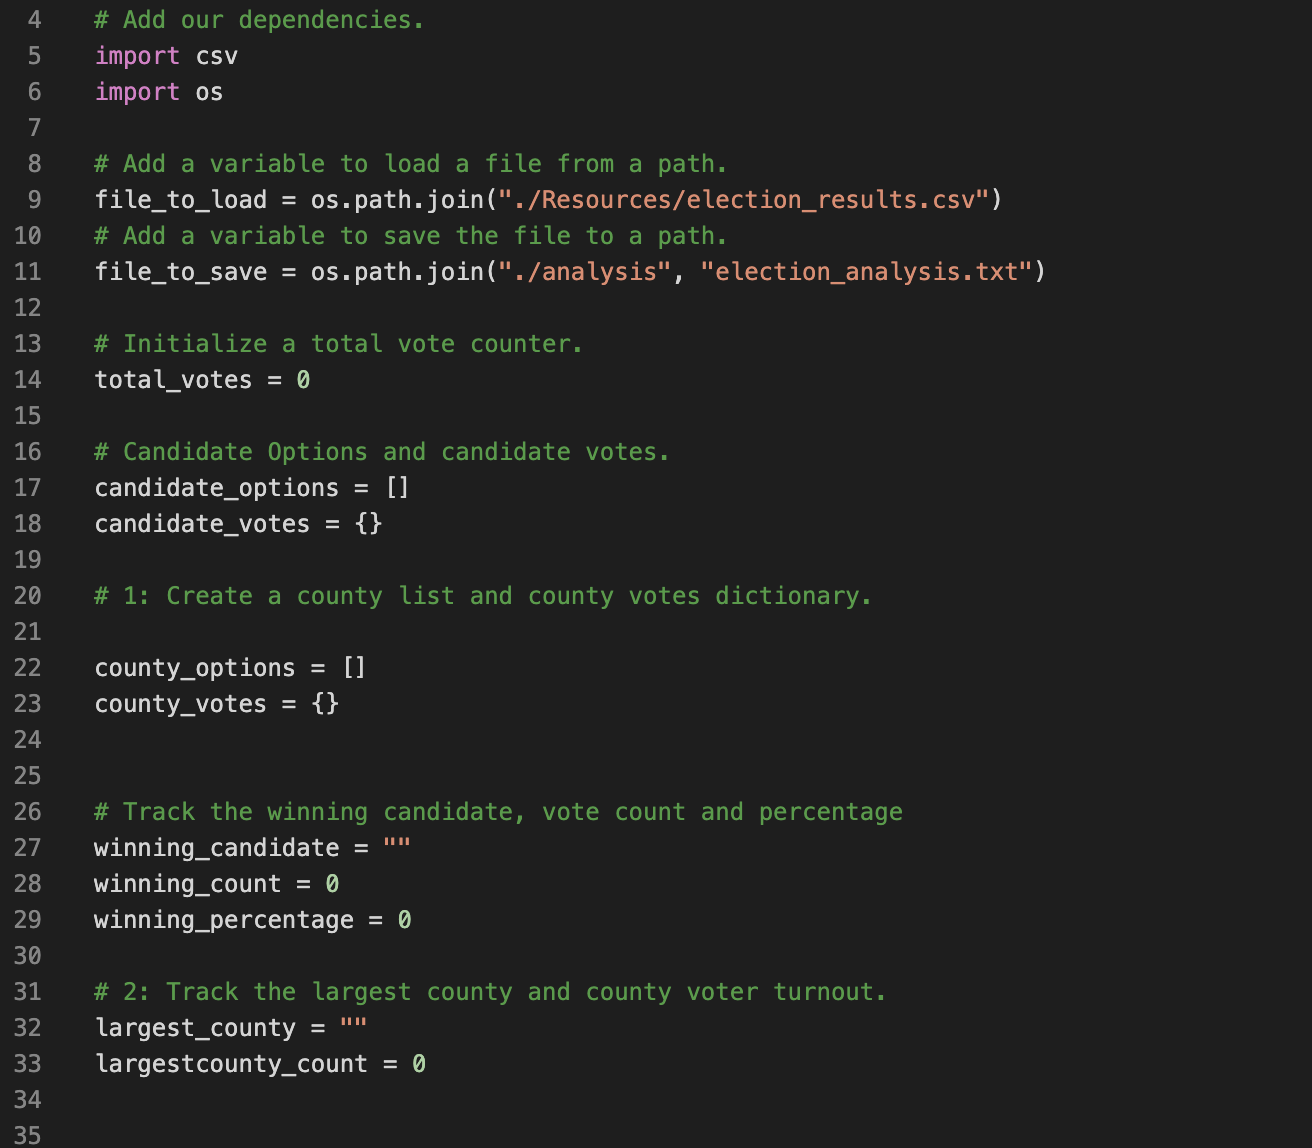 4 # Add our dependencies.
5 import csv
6 import os
7
8 # Add a variable to load a file from a path.
9 file_to_load = os.path.join("./Resources/election_results.csv")
10 # Add a variable to save the file to a path.
11 file_to_save = os.path.join("./analysis", "election_analysis.txt")
12
13 # Initialize a total vote counter.
14 total_votes = 0
15
16 # Candidate Options and candidate votes.
17 candidate_options = []
18 candidate_votes = {}
19
20 # 1: Create a county list and county votes dictionary.
21
22 county_options = []
23 county_votes = {}
24
25
26 # Track the winning candidate, vote count and percentage
27 winning_candidate = ""
28 winning_count = 0
29 winning_percentage = 0
30
31 # 2: Track the largest county and county voter turnout.
32 largest_county = ""
33 largestcounty_count = 0
34
35